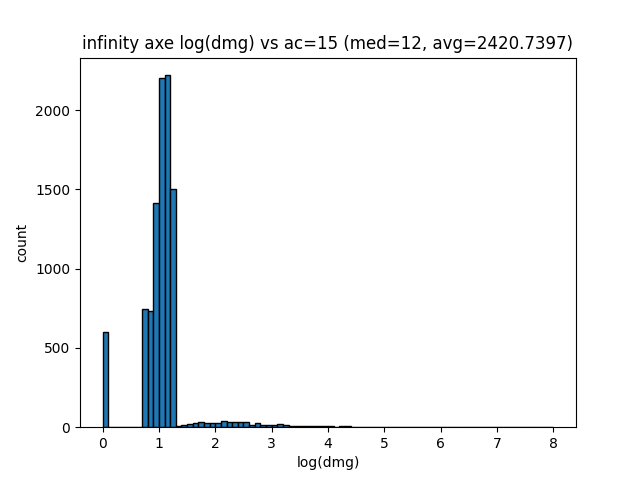 infinity axe log(dmg) vs ac=15 (med=12, avg=2420.7397)
2000
1500
1000
500
0
count
0 1 2 3 4 5 6 7 8
log(dmg)